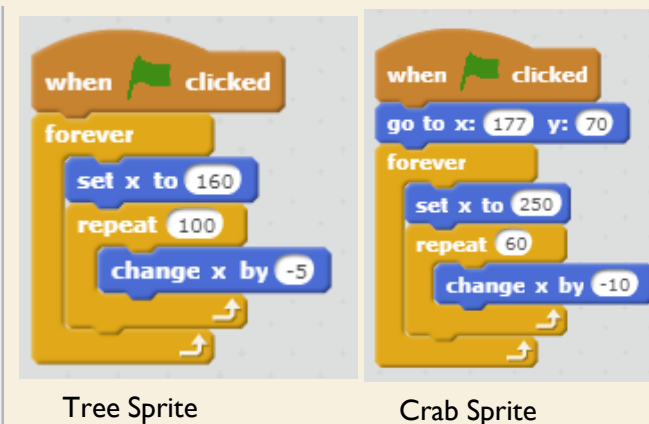 when clicked
forever
set x to 160
repeat 100
change x by -5
Tree Sprite
when clicked
go to x: 177 y: 70
forever
set x to 250
repeat 60
change x by -10
Crab Sprite